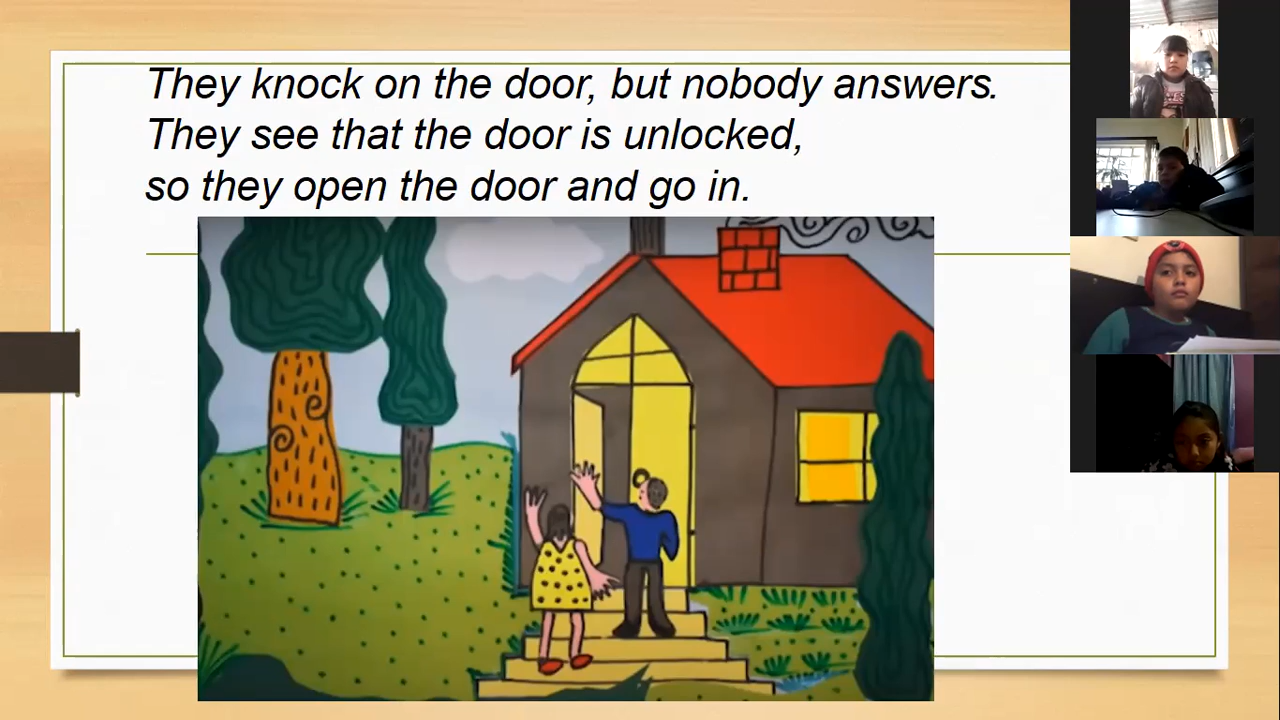 They knock on the door, but nobody answers.
They see that the door is unlocked,
so they open the door and go in.